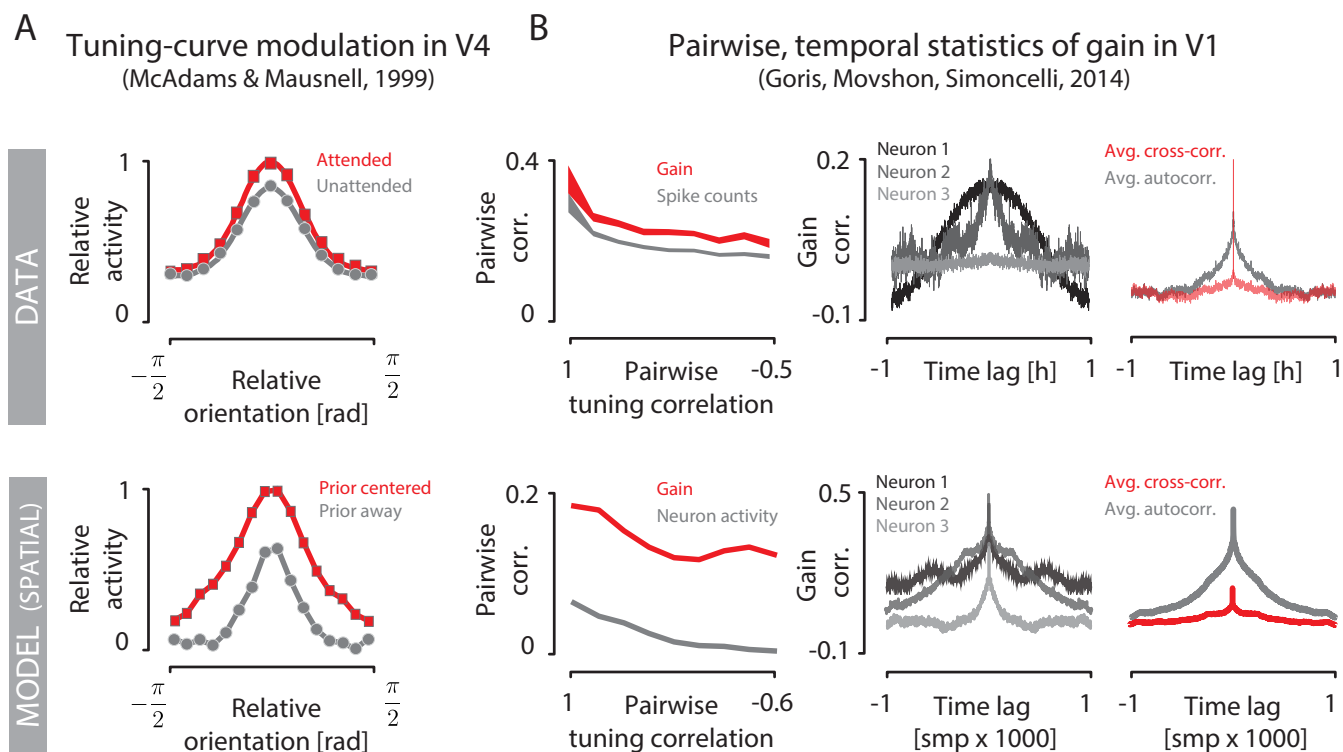 A
Tuning-curve modulation in V4
(McAdams & Mausnell, 1999)
B
Pairwise, temporal statistics of gain in V1
(Goris, Movshon, Simoncelli, 2014)
DATA
Relative
activity
1
0
Attended
Unattended
−π/2
π/2
Relative
orientation [rad]
Pairwise
corr.
0.4
0
Gain
Spike counts
1
-0.5
Pairwise
tuning correlation
Gain
corr.
0.2
-0.1
Neuron 1
Neuron 2
Neuron 3
-1
1
Time lag [h]
Avg. cross-corr.
Avg. autocorr.
-1
1
Time lag [h]
MODEL (SPATIAL)
Relative
activity
1
0
Prior centered
Prior away
−π/2
π/2
Relative
orientation [rad]
Pairwise
corr.
0.2
0
Gain
Neuron activity
1
-0.6
Pairwise
tuning correlation
Gain
corr.
0.5
-0.1
Neuron 1
Neuron 2
Neuron 3
-1
1
Time lag
[smp x 1000]
Avg. cross-corr.
Avg. autocorr.
-1
1
Time lag
[smp x 1000]